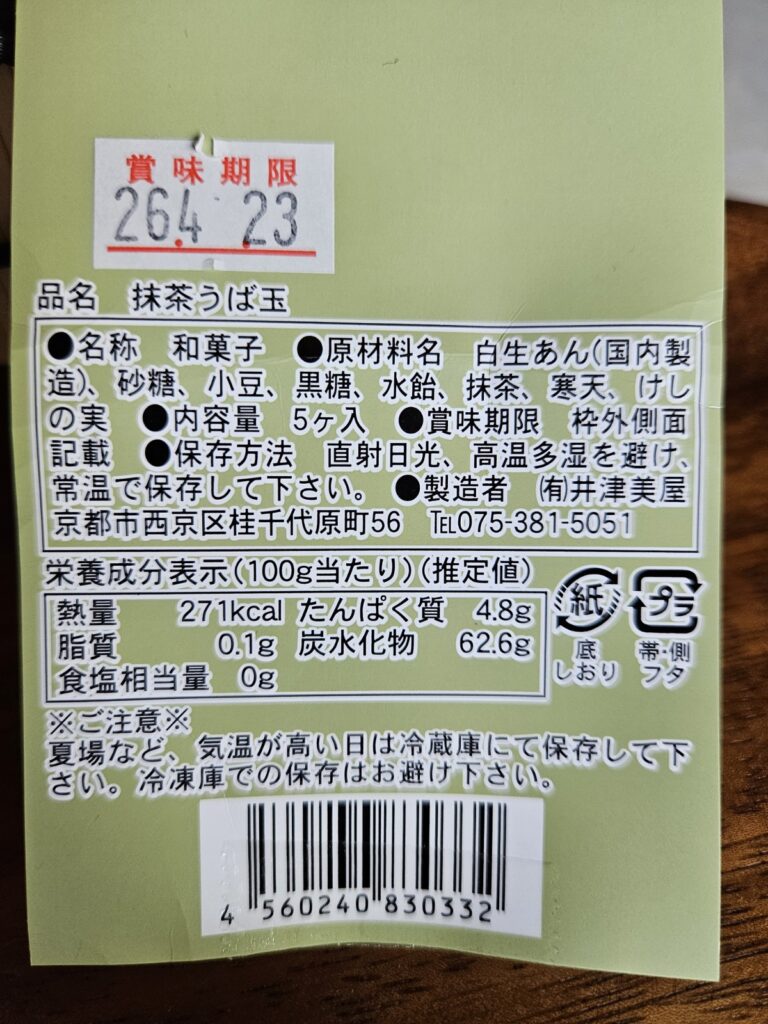 賞味期限
26.4.23
品名　抹茶うば玉
●名称　和菓子　●原材料名　白生あん(国内製
造)、砂糖、小豆、黒糖、水飴、抹茶、寒天、けし
の実　●内容量　5ヶ入　●賞味期限　枠外側面
記載　●保存方法　直射日光、高温多湿を避け、
常温で保存して下さい。　●製造者　㈲井津美屋
京都市西京区桂千代原町56　℡075-381-5051
栄養成分表示(100g当たり)(推定値)
熱量　271kcal　たんぱく質　4.8g
脂質　0.1g　炭水化物　62.6g
食塩相当量　0g
紙
底
しおり
プラ
帯・側
フタ
※ご注意※
夏場など、気温が高い日は冷蔵庫にて保存して下
さい。冷凍庫での保存はお避け下さい。
4 560240 830332